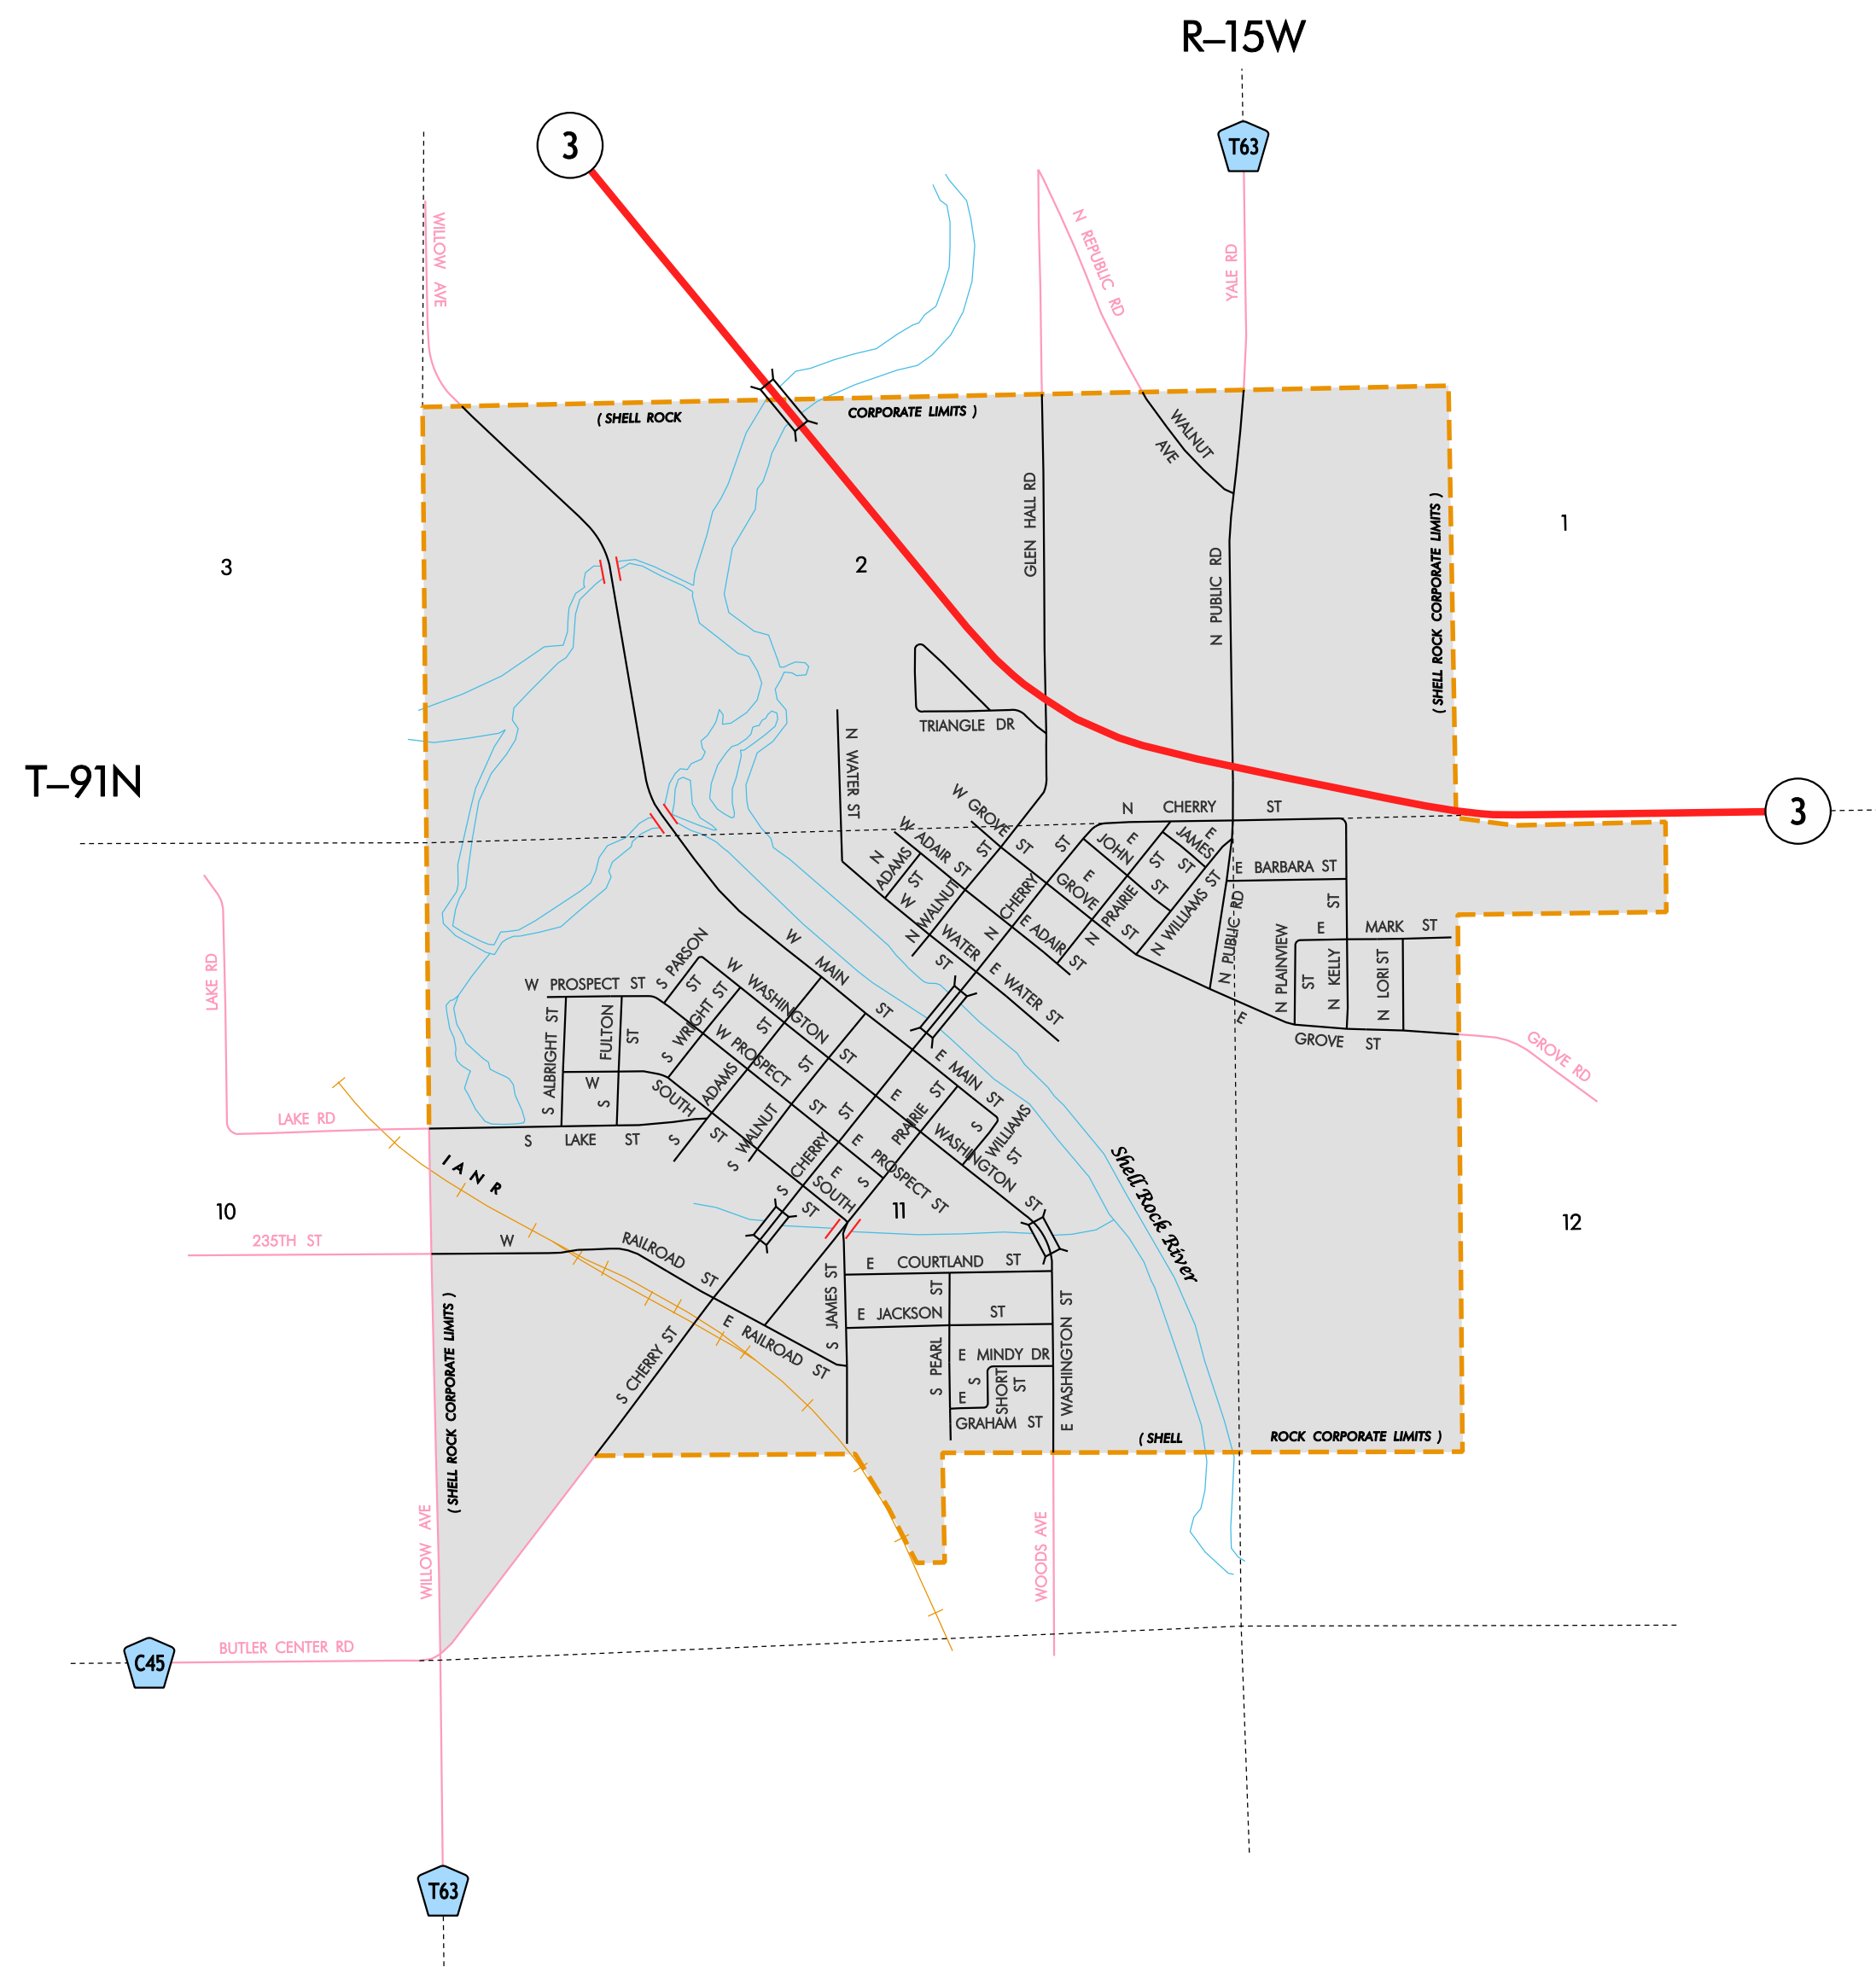 R–15W
3
T63
WILLOW AVE
N REPUBLIC RD
YALE RD
( SHELL ROCK CORPORATE LIMITS )
WALNUT AVE
GLEN HALL RD
( SHELL ROCK CORPORATE LIMITS )
1
3
2
N PUBLIC RD
TRIANGLE DR
N WATER ST
T–91N
W GROVE ST
N CHERRY ST
3
W ADAIR ST
E JOHN ST
E JAMES ST
N ADAMS ST
N WALNUT ST
E BARBARA ST
E GROVE ST
N CHERRY ST
N PRAIRIE ST
N WILLIAMS ST
E ADAIR ST
W WATER ST
N PUBLIC RD
E MARK ST
N PLAINVIEW ST
N KELLY ST
N LORI ST
E WATER ST
E GROVE ST
GROVE RD
LAKE RD
W MAIN ST
S PARSON ST
W WASHINGTON ST
W PROSPECT ST
S WRIGHT ST
S ALBRIGHT ST
S FULTON ST
W PROSPECT ST
W SOUTH ST
S ADAMS ST
S WALNUT ST
E MAIN ST
S PRAIRIE ST
S WILLIAMS ST
E WASHINGTON ST
LAKE RD
S LAKE ST
S CHERRY ST
E PROSPECT ST
E SOUTH ST
Shell Rock River
IANR
10
11
12
235TH ST
W RAILROAD ST
E COURTLAND ST
S JAMES ST
E JACKSON ST
S PEARL ST
E RAILROAD ST
E MINDY DR
S SHORT ST
E GRAHAM ST
E WASHINGTON ST
S CHERRY ST
( SHELL ROCK CORPORATE LIMITS )
( SHELL ROCK CORPORATE LIMITS )
WILLOW AVE
WOODS AVE
C45
BUTLER CENTER RD
T63